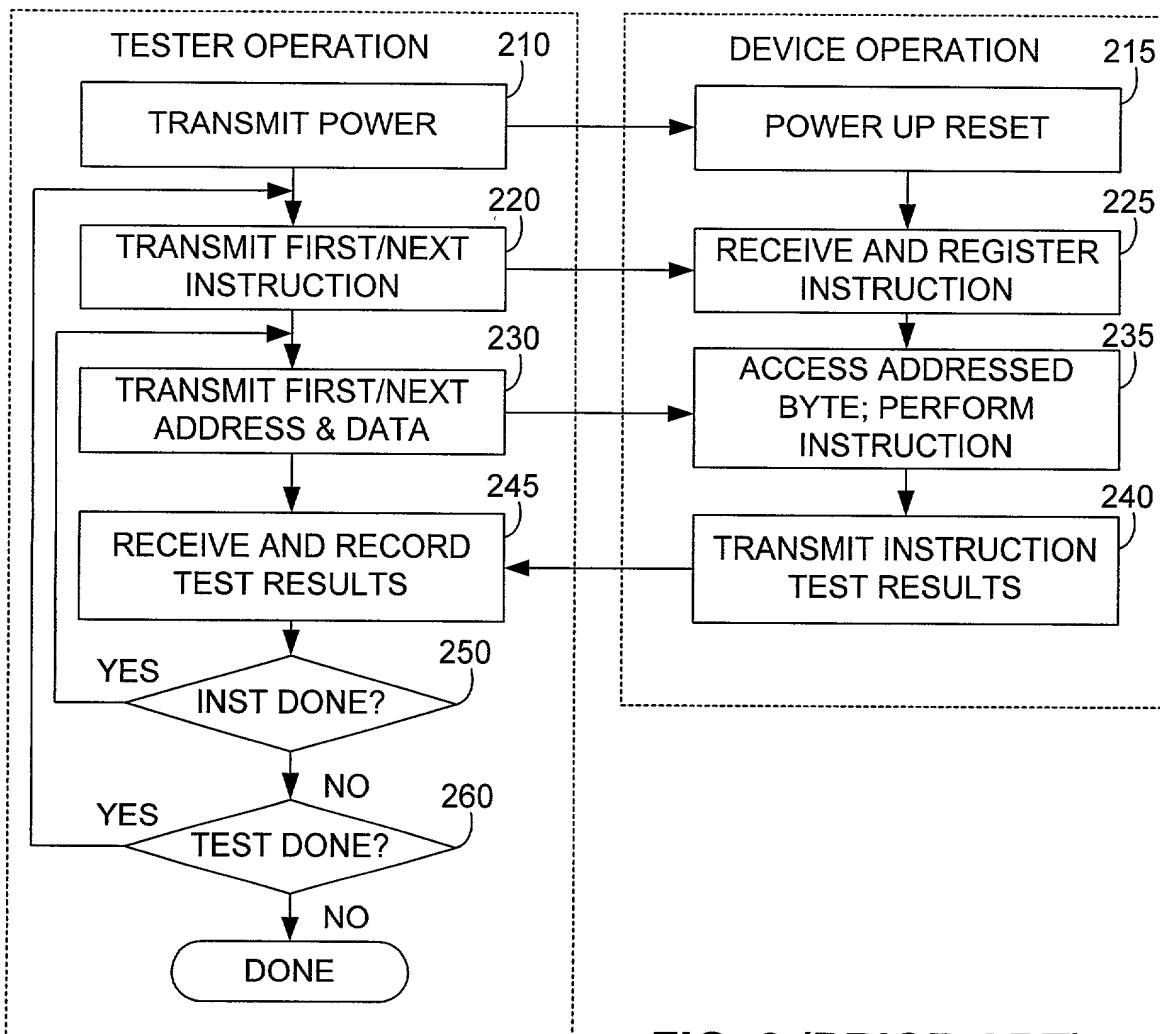 TESTER OPERATION
210
TRANSMIT POWER
220
TRANSMIT FIRST/NEXT
INSTRUCTION
230
TRANSMIT FIRST/NEXT
ADDRESS & DATA
245
RECEIVE AND RECORD
TEST RESULTS
YES
250
INST DONE?
NO
YES
260
TEST DONE?
NO
DONE
DEVICE OPERATION
215
POWER UP RESET
225
RECEIVE AND REGISTER
INSTRUCTION
235
ACCESS ADDRESSED
BYTE; PERFORM
INSTRUCTION
240
TRANSMIT INSTRUCTION
TEST RESULTS